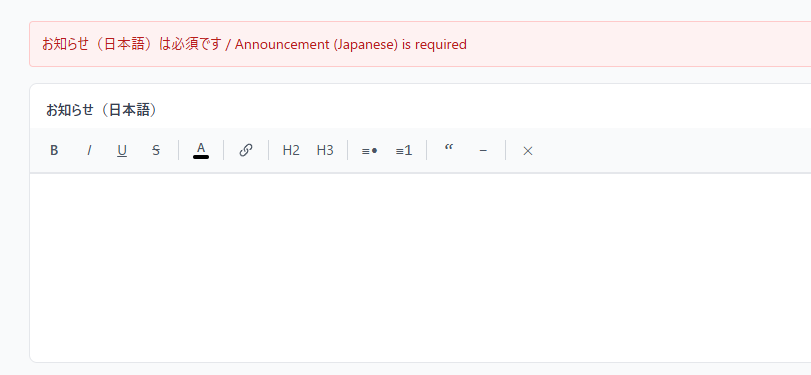 お知らせ（日本語）は必須です / Announcement (Japanese) is required
お知らせ（日本語）
B I U S A H2 H3 ≡• ≡1 “ − ×